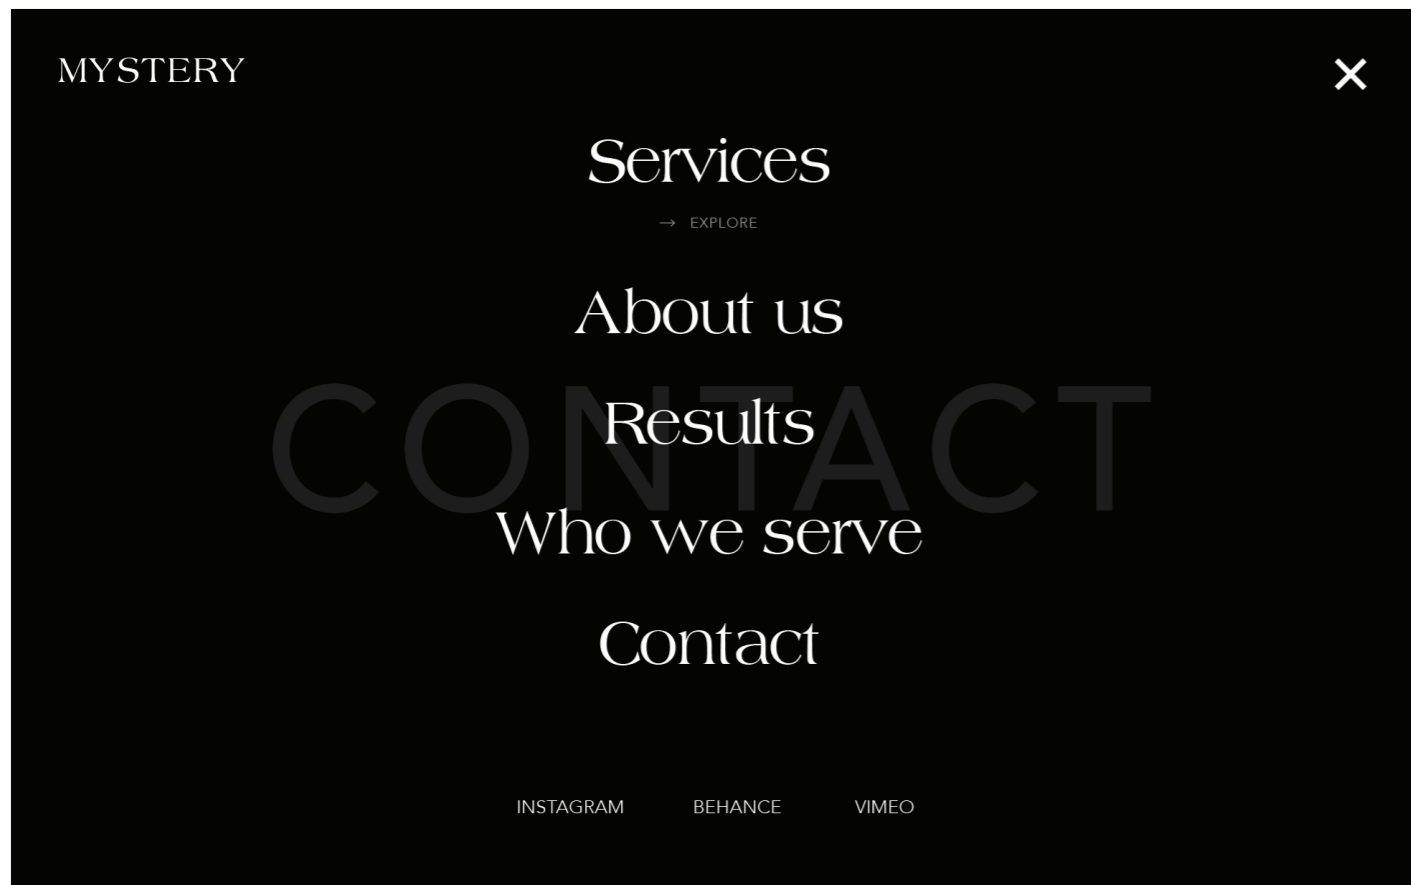 MYSTERY
Services
→ EXPLORE
About us
CONTACT
Results
Who we serve
Contact
INSTAGRAM BEHANCE VIMEO